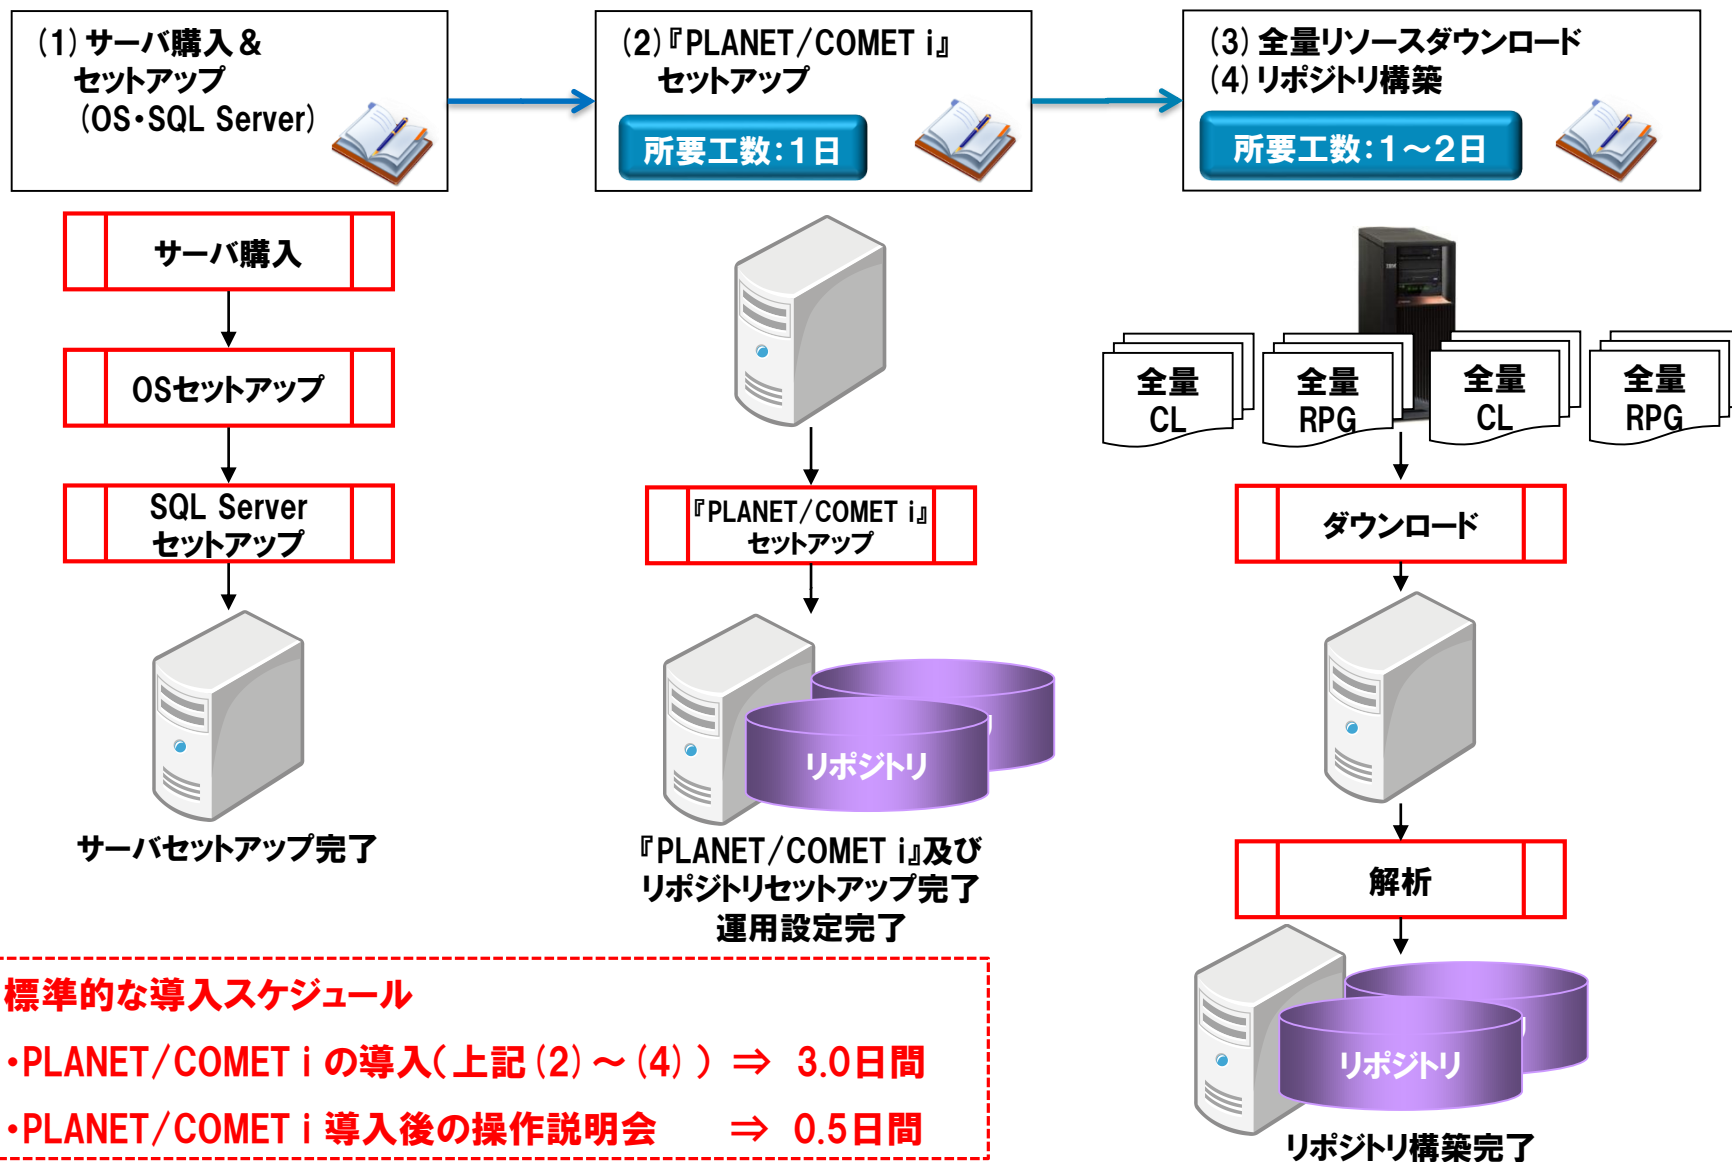 (1)サーバ購入&
セットアップ
(OS・SQL Server)
(2)『PLANET/COMET i』
セットアップ
所要工数:1日
(3)全量リソースダウンロード
(4)リポジトリ構築
所要工数:1～2日
サーバ購入
OSセットアップ
SQL Server
セットアップ
サーバセットアップ完了
『PLANET/COMET i』
セットアップ
リポジトリ
『PLANET/COMET i』及び
リポジトリセットアップ完了
運用設定完了
全量
CL
全量
RPG
全量
CL
全量
RPG
ダウンロード
解析
リポジトリ
リポジトリ構築完了
標準的な導入スケジュール
・PLANET/COMET i の導入(上記(2)～(4)) ⇒ 3.0日間
・PLANET/COMET i 導入後の操作説明会 ⇒ 0.5日間